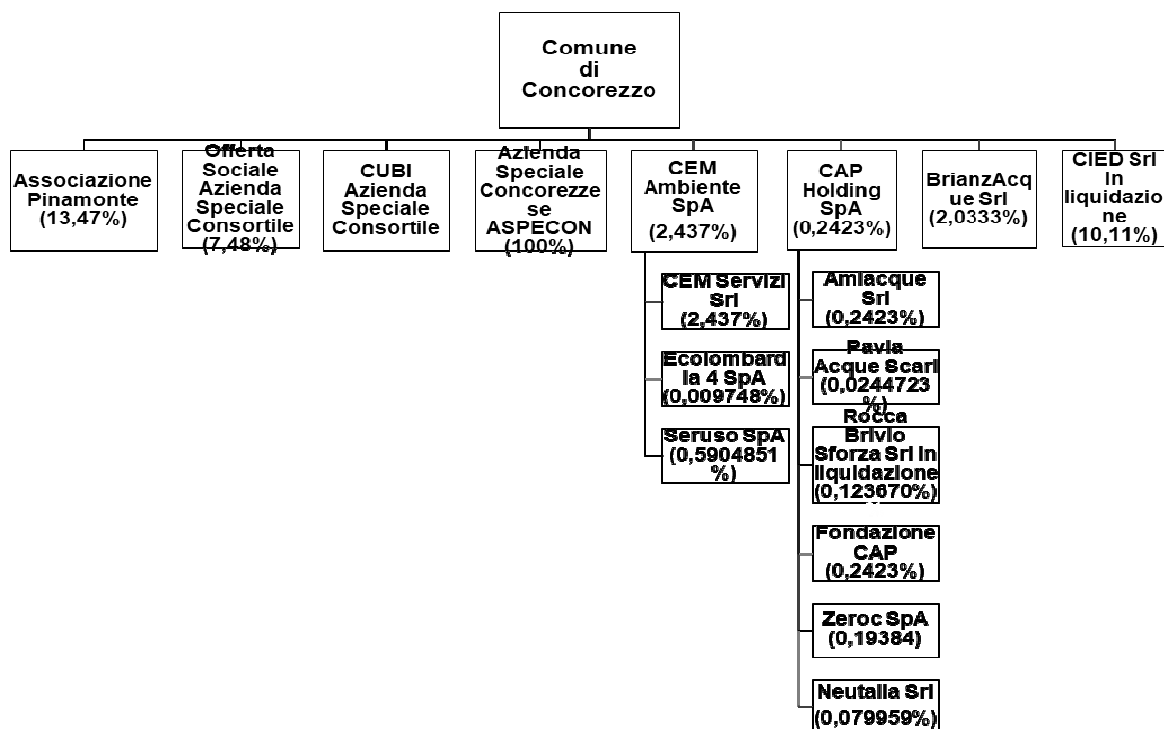 Comune
di
Concorezzo
Associazione
Pinamonte
(13,47%)
Offerta
Sociale
Azienda
Speciale
Consortile
(7,48%)
CUBI
Azienda
Speciale
Consortile
Azienda
Speciale
Concorezze
se
ASPECON
(100%)
CEM
Ambiente
SpA
(2,437%)
CAP
Holding
SpA
(0,2423%)
BrianzAcq
ue Srl
(2,0333%)
CIED Srl
in
liquidazio
ne
(10,11%)
CEM Servizi
Srl
(2,437%)
Ecolombard
ia 4 SpA
(0,009748%)
Seruso SpA
(0,5904851
%)
Amiacque
Srl
(0,2423%)
Pavia
Acque Scarl
(0,0244723
%)
Rocca
Brivio
Sforza Srl in
liquidazione
(0,123670%)
Fondazione
CAP
(0,2423%)
Zeroc SpA
(0,19384)
Neutalia Srl
(0,079959%)